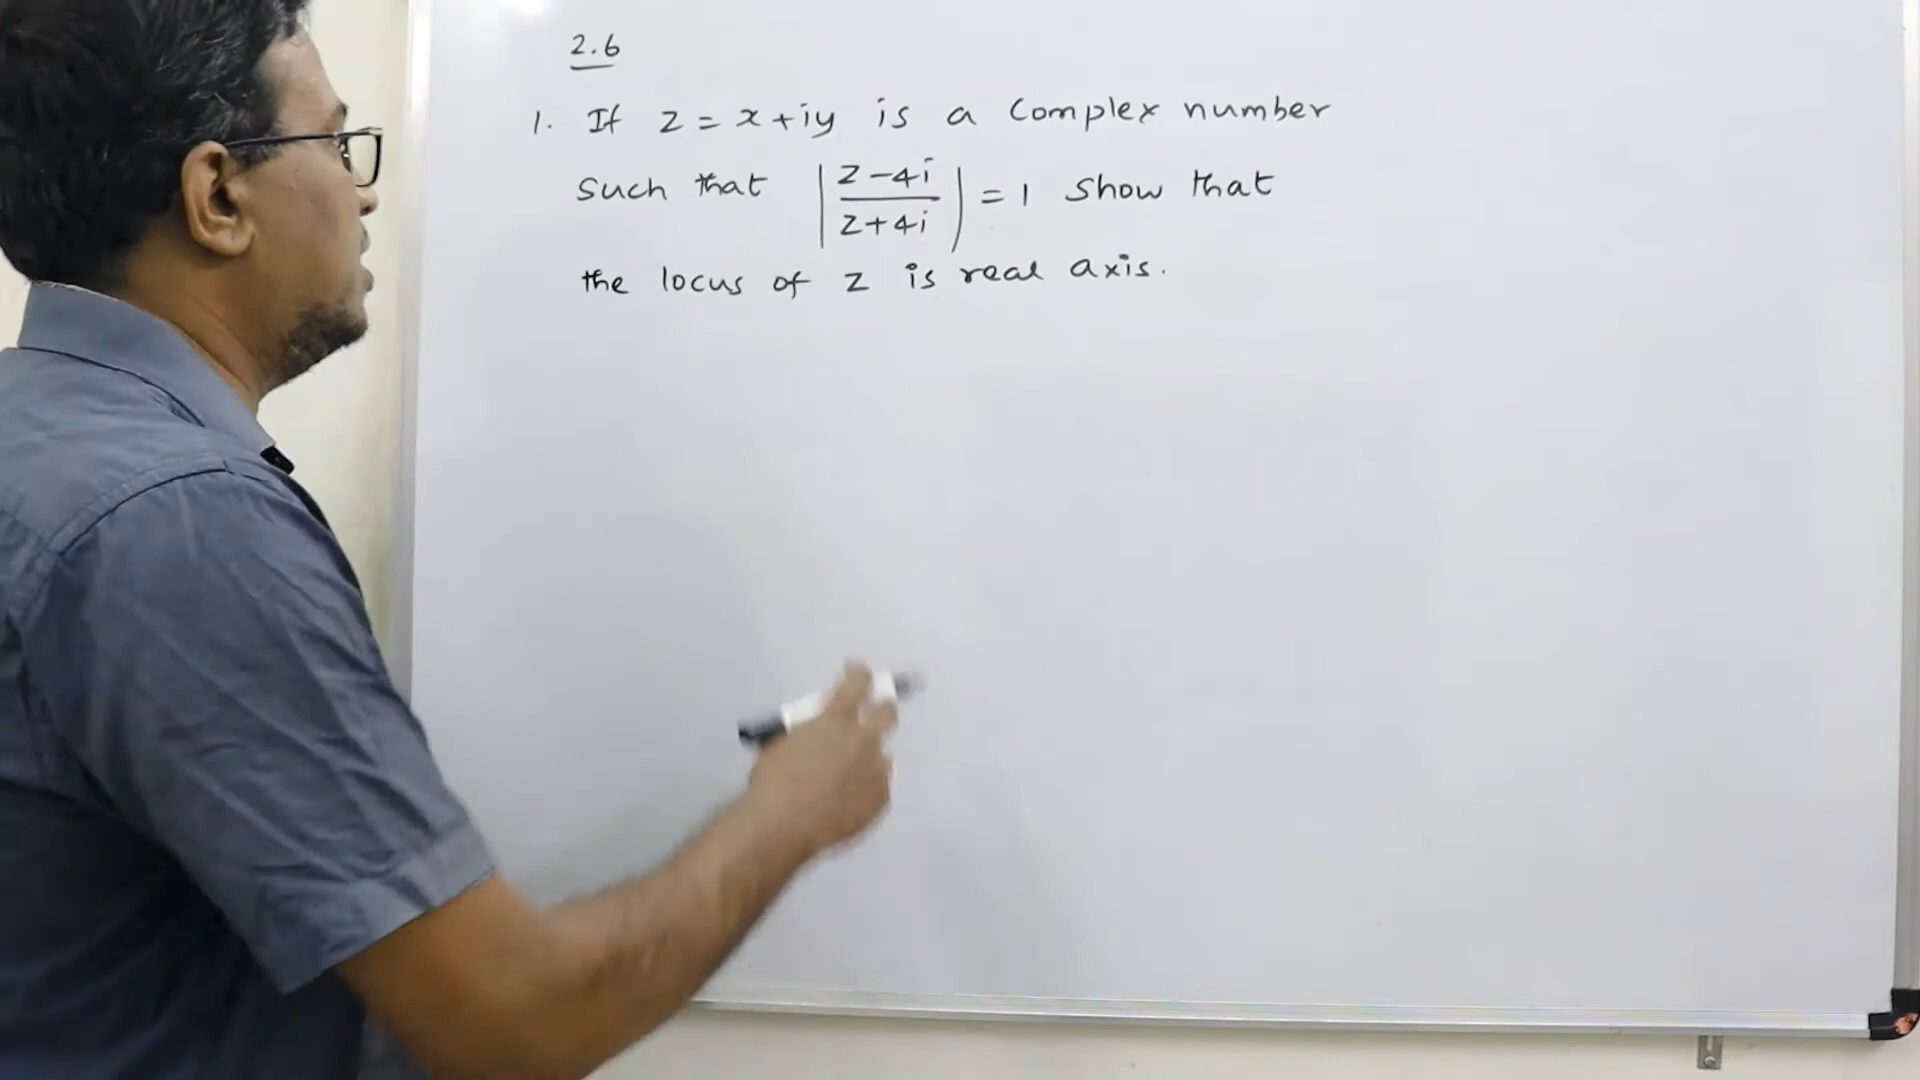 2.6
1. If z = x+iy is a complex number
such that |z-4i/z+4i| = 1 show that
the locus of z is real axis.